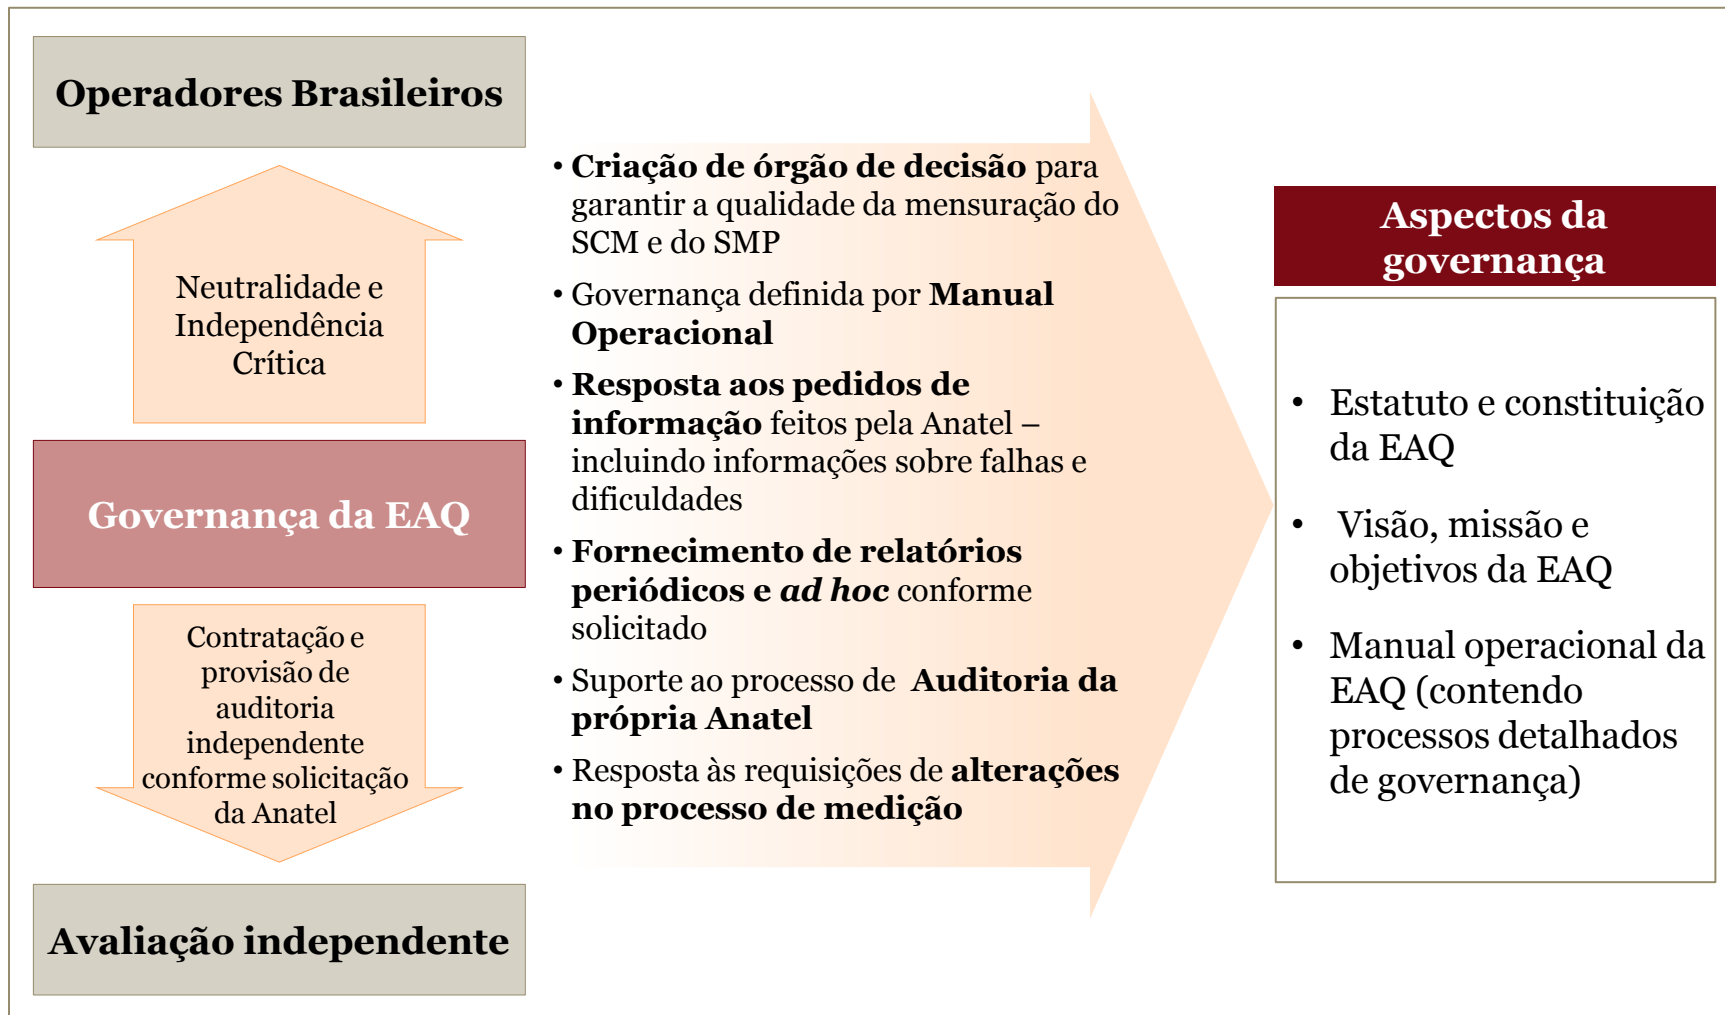 Operadores Brasileiros
Neutralidade e
Independência
Crítica
Governança da EAQ
Contratação e
provisão de
auditoria
independente
conforme solicitação
da Anatel
Avaliação independente
• Criação de órgão de decisão para
garantir a qualidade da mensuração do
SCM e do SMP
• Governança definida por Manual
Operacional
• Resposta aos pedidos de
informação feitos pela Anatel –
incluindo informações sobre falhas e
dificuldades
• Fornecimento de relatórios
periódicos e ad hoc conforme
solicitado
• Suporte ao processo de Auditoria da
própria Anatel
• Resposta às requisições de alterações
no processo de medição
Aspectos da
governança
• Estatuto e constituição
da EAQ
• Visão, missão e
objetivos da EAQ
• Manual operacional da
EAQ (contendo
processos detalhados
de governança)